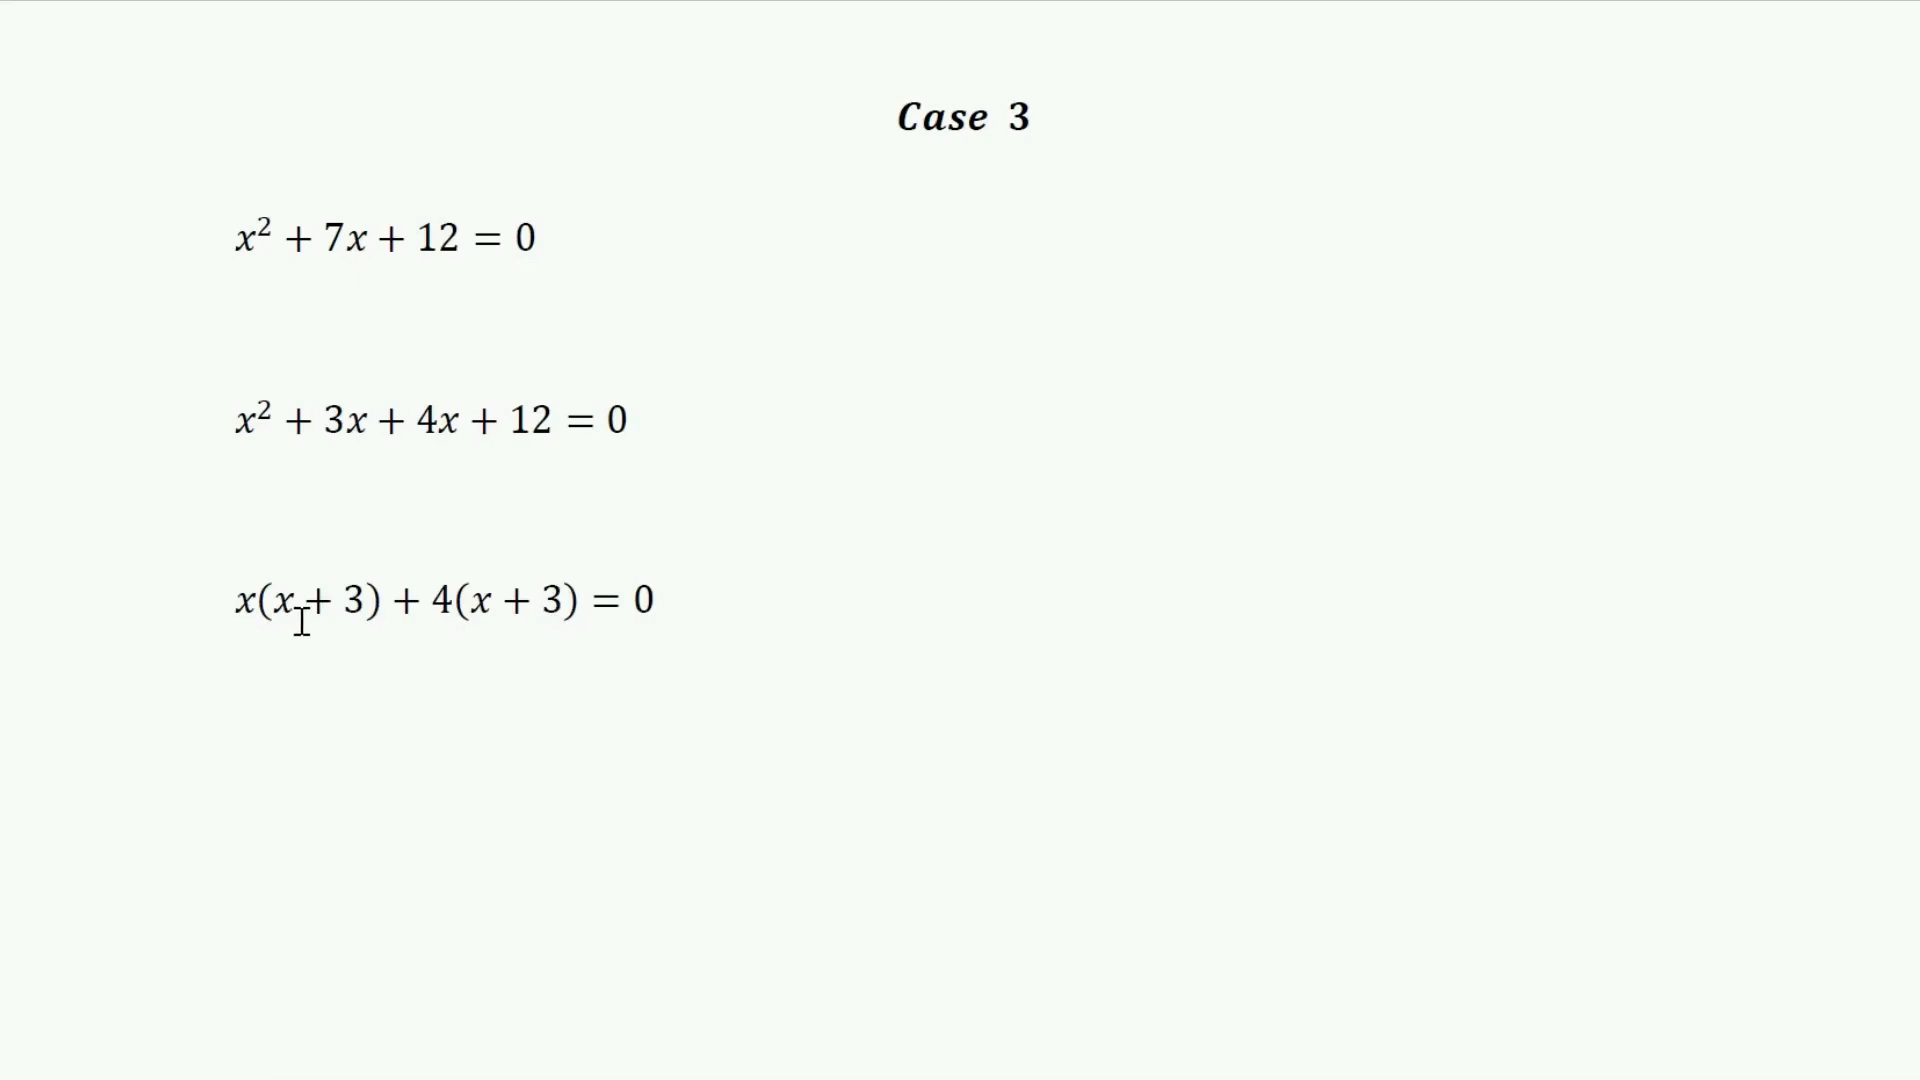 Case 3
x² + 7x + 12 = 0
x² + 3x + 4x + 12 = 0
x(x + 3) + 4(x + 3) = 0